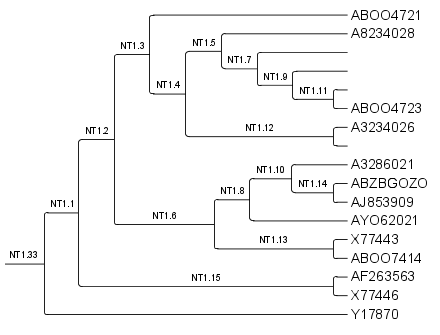 ABOO4721
A8234028
NT1.5
NT1.3
NT1.7
NT1.9
NT1.4
NT1.11
ABOO4723
A3234026
NT1.12
NT1.2
A3286021
NT1.10
ABZBGOZO
NT1.14
NT1.8
AJ853909
NT1.1
AYO62021
NT1.6
X77443
NT1.13
NT1.33
ABOO7414
AF263563
NT1.15
X77446
Y17870